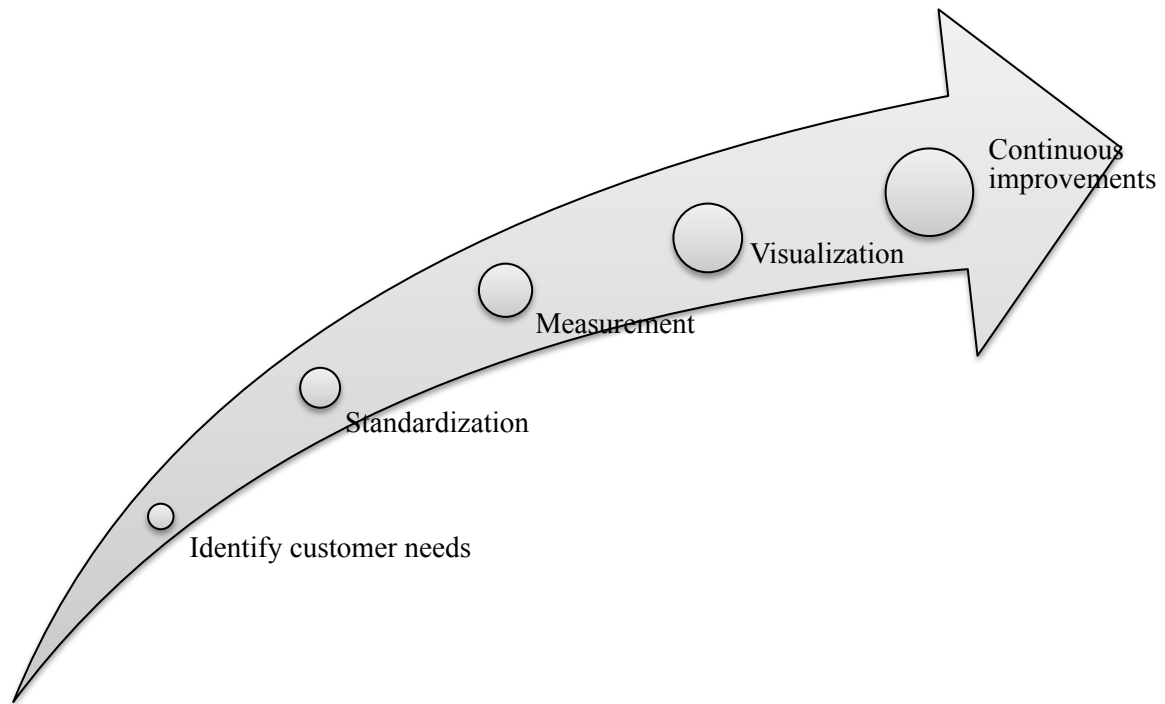 Continuous
improvements
Visualization
Measurement
Standardization
Identify customer needs